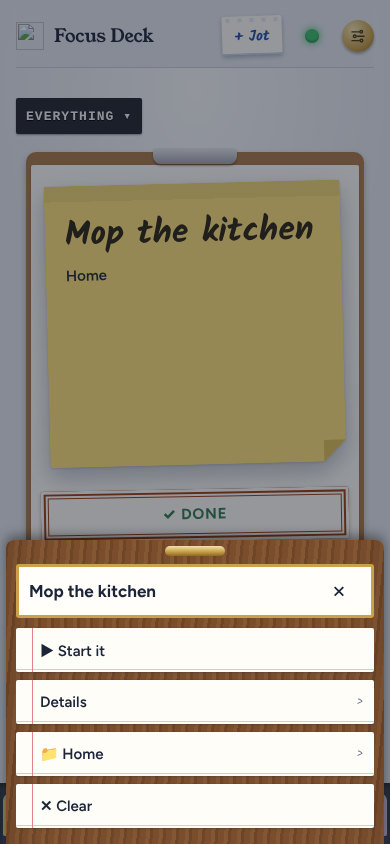 Focus Deck
+ Jot
EVERYTHING ▾
Mop the kitchen
Home
✓ DONE
Mop the kitchen ✕
▶ Start it
Details >
📁 Home >
✕ Clear